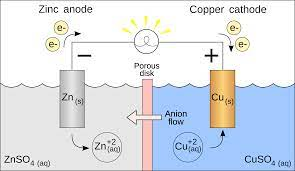 Zinc anode
Copper cathode
e-
e-
e-
e-
−
+
Porous
disk
Zn(s)
Cu(s)
Anion
flow
Zn+2(aq)
Cu+2(aq)
ZnSO4 (aq)
CuSO4 (aq)